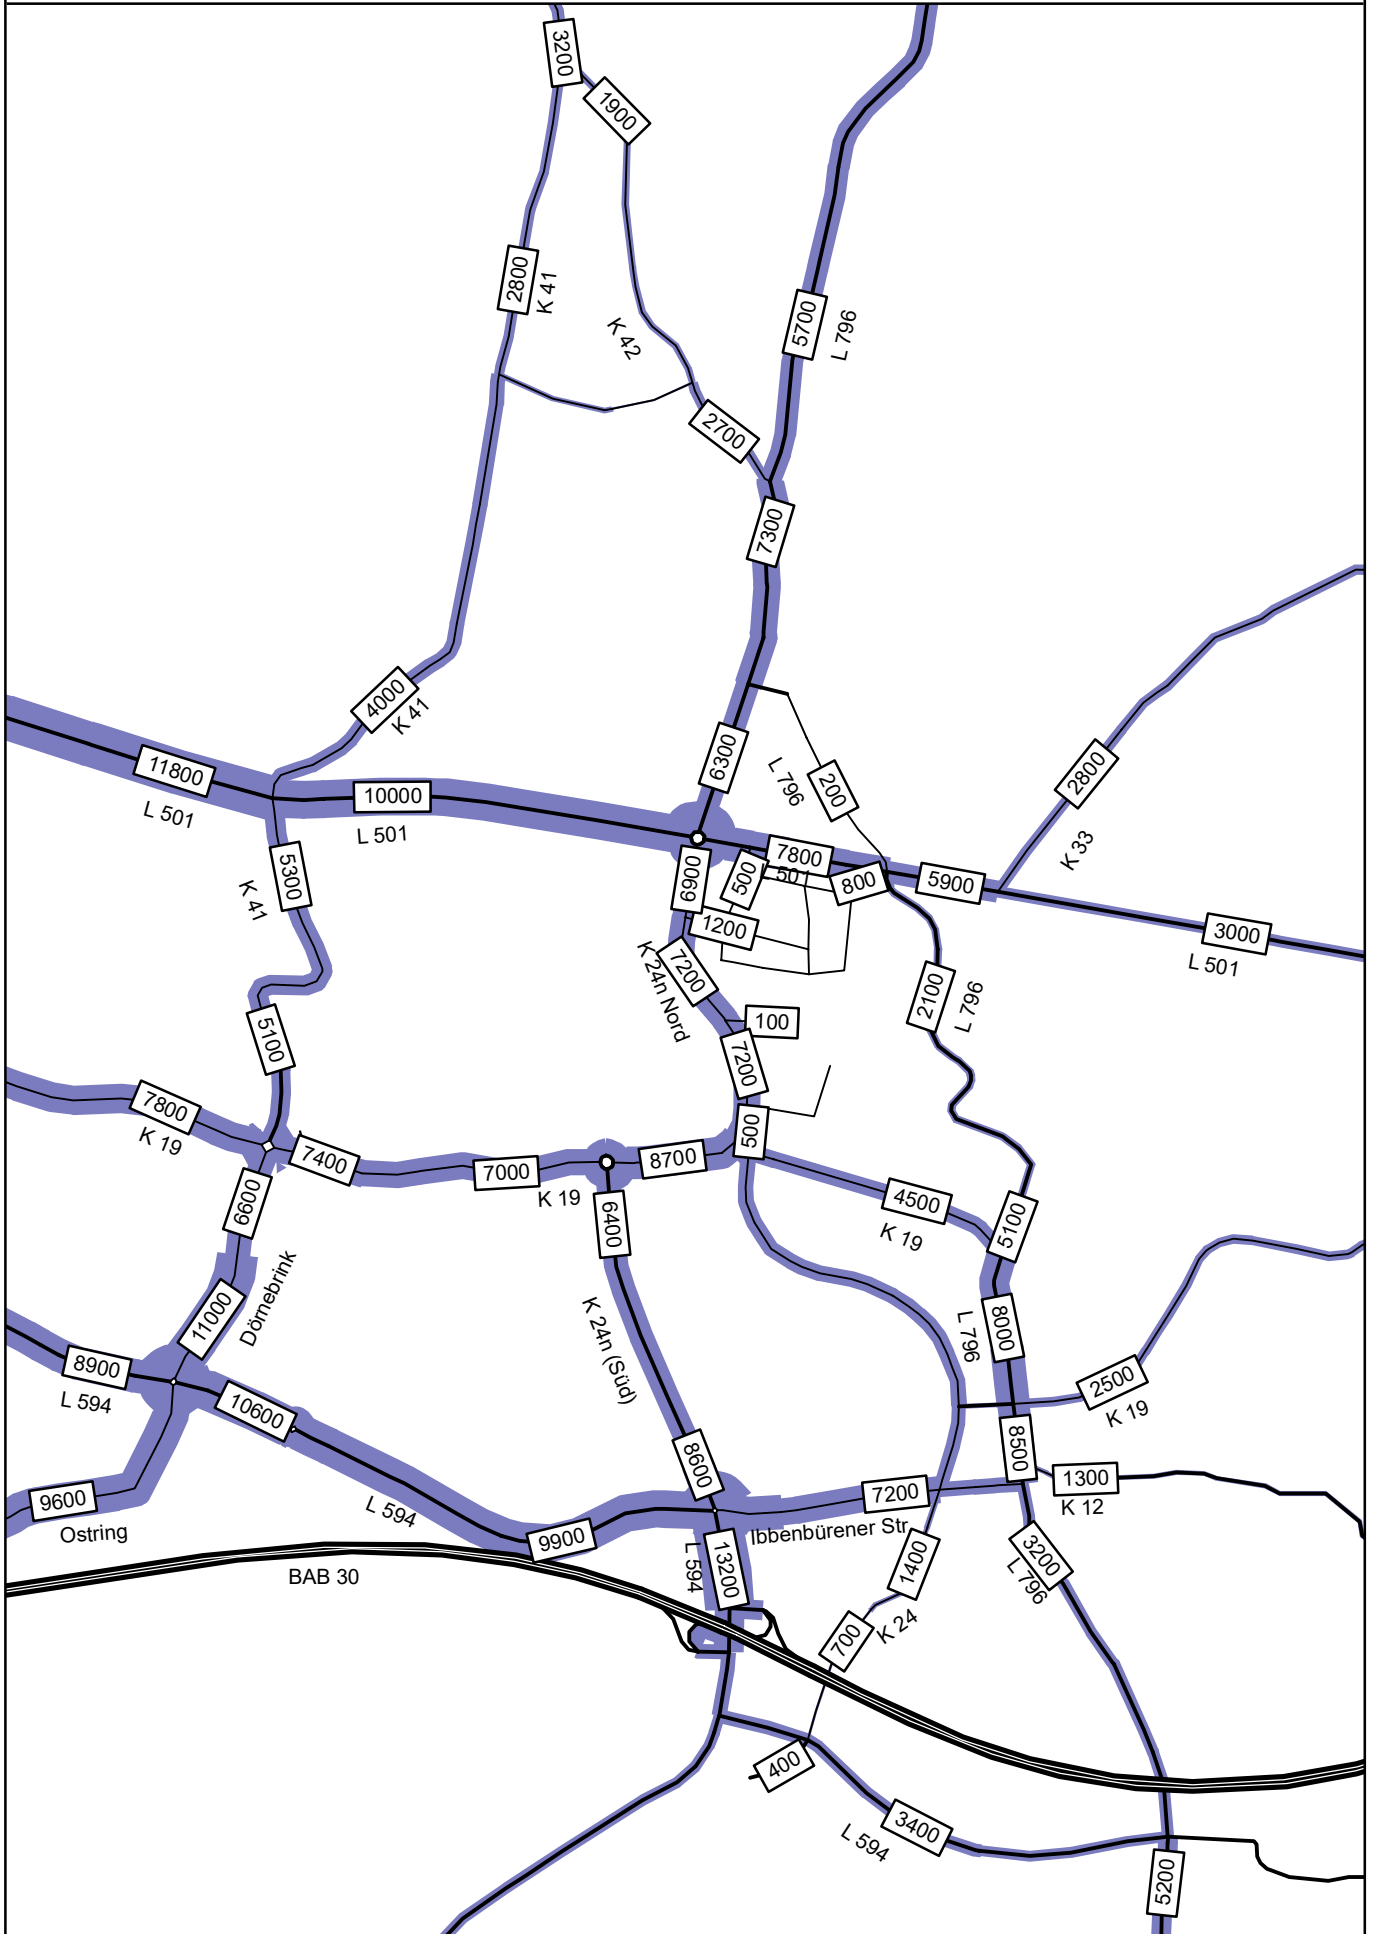 3200
1900
2800
K 41
K 42
5700
L 796
2700
7300
4000
K 41
11800
L 501
10000
L 501
6300
L 796
200
2800
K 33
7800
L 501
800
5900
3000
L 501
5300
K 41
6900
500
1200
7200
K 24n Nord
100
7200
2100
L 796
5100
7800
K 19
7400
7000
K 19
8700
500
4500
K 19
5100
6600
6400
11000
Dörnebrink
K 24n (Süd)
8000
L 796
8900
L 594
10600
2500
K 19
8500
8600
1300
K 12
9600
Ostring
L 594
9900
7200
Ibbenbürener Str.
BAB 30
L 594
13200
1400
3200
L 796
700
K 24
400
3400
L 594
5200